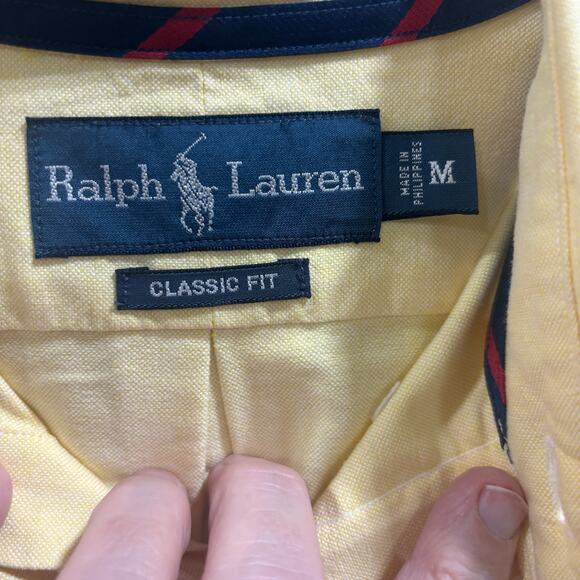 Ralph Lauren
MADE IN
PHILIPPINES
M
CLASSIC FIT